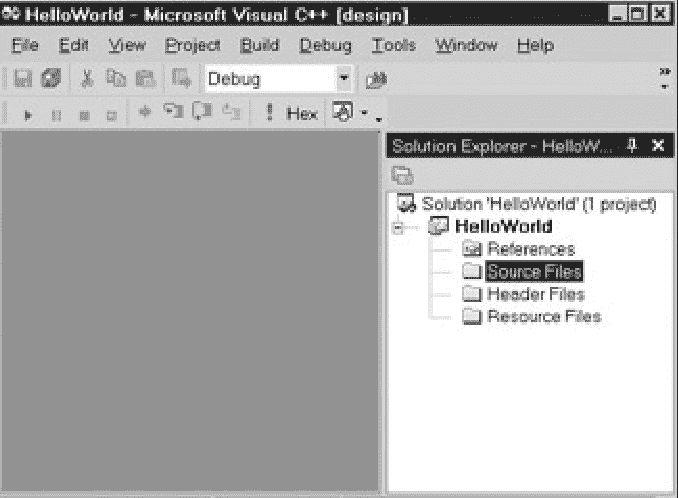 HelloWorld - Microsoft Visual C++ [design]
File Edit View Project Build Debug Tools Window Help
Debug
Hex
Solution Explorer - HelloW...
Solution 'HelloWorld' (1 project)
HelloWorld
References
Source Files
Header Files
Resource Files